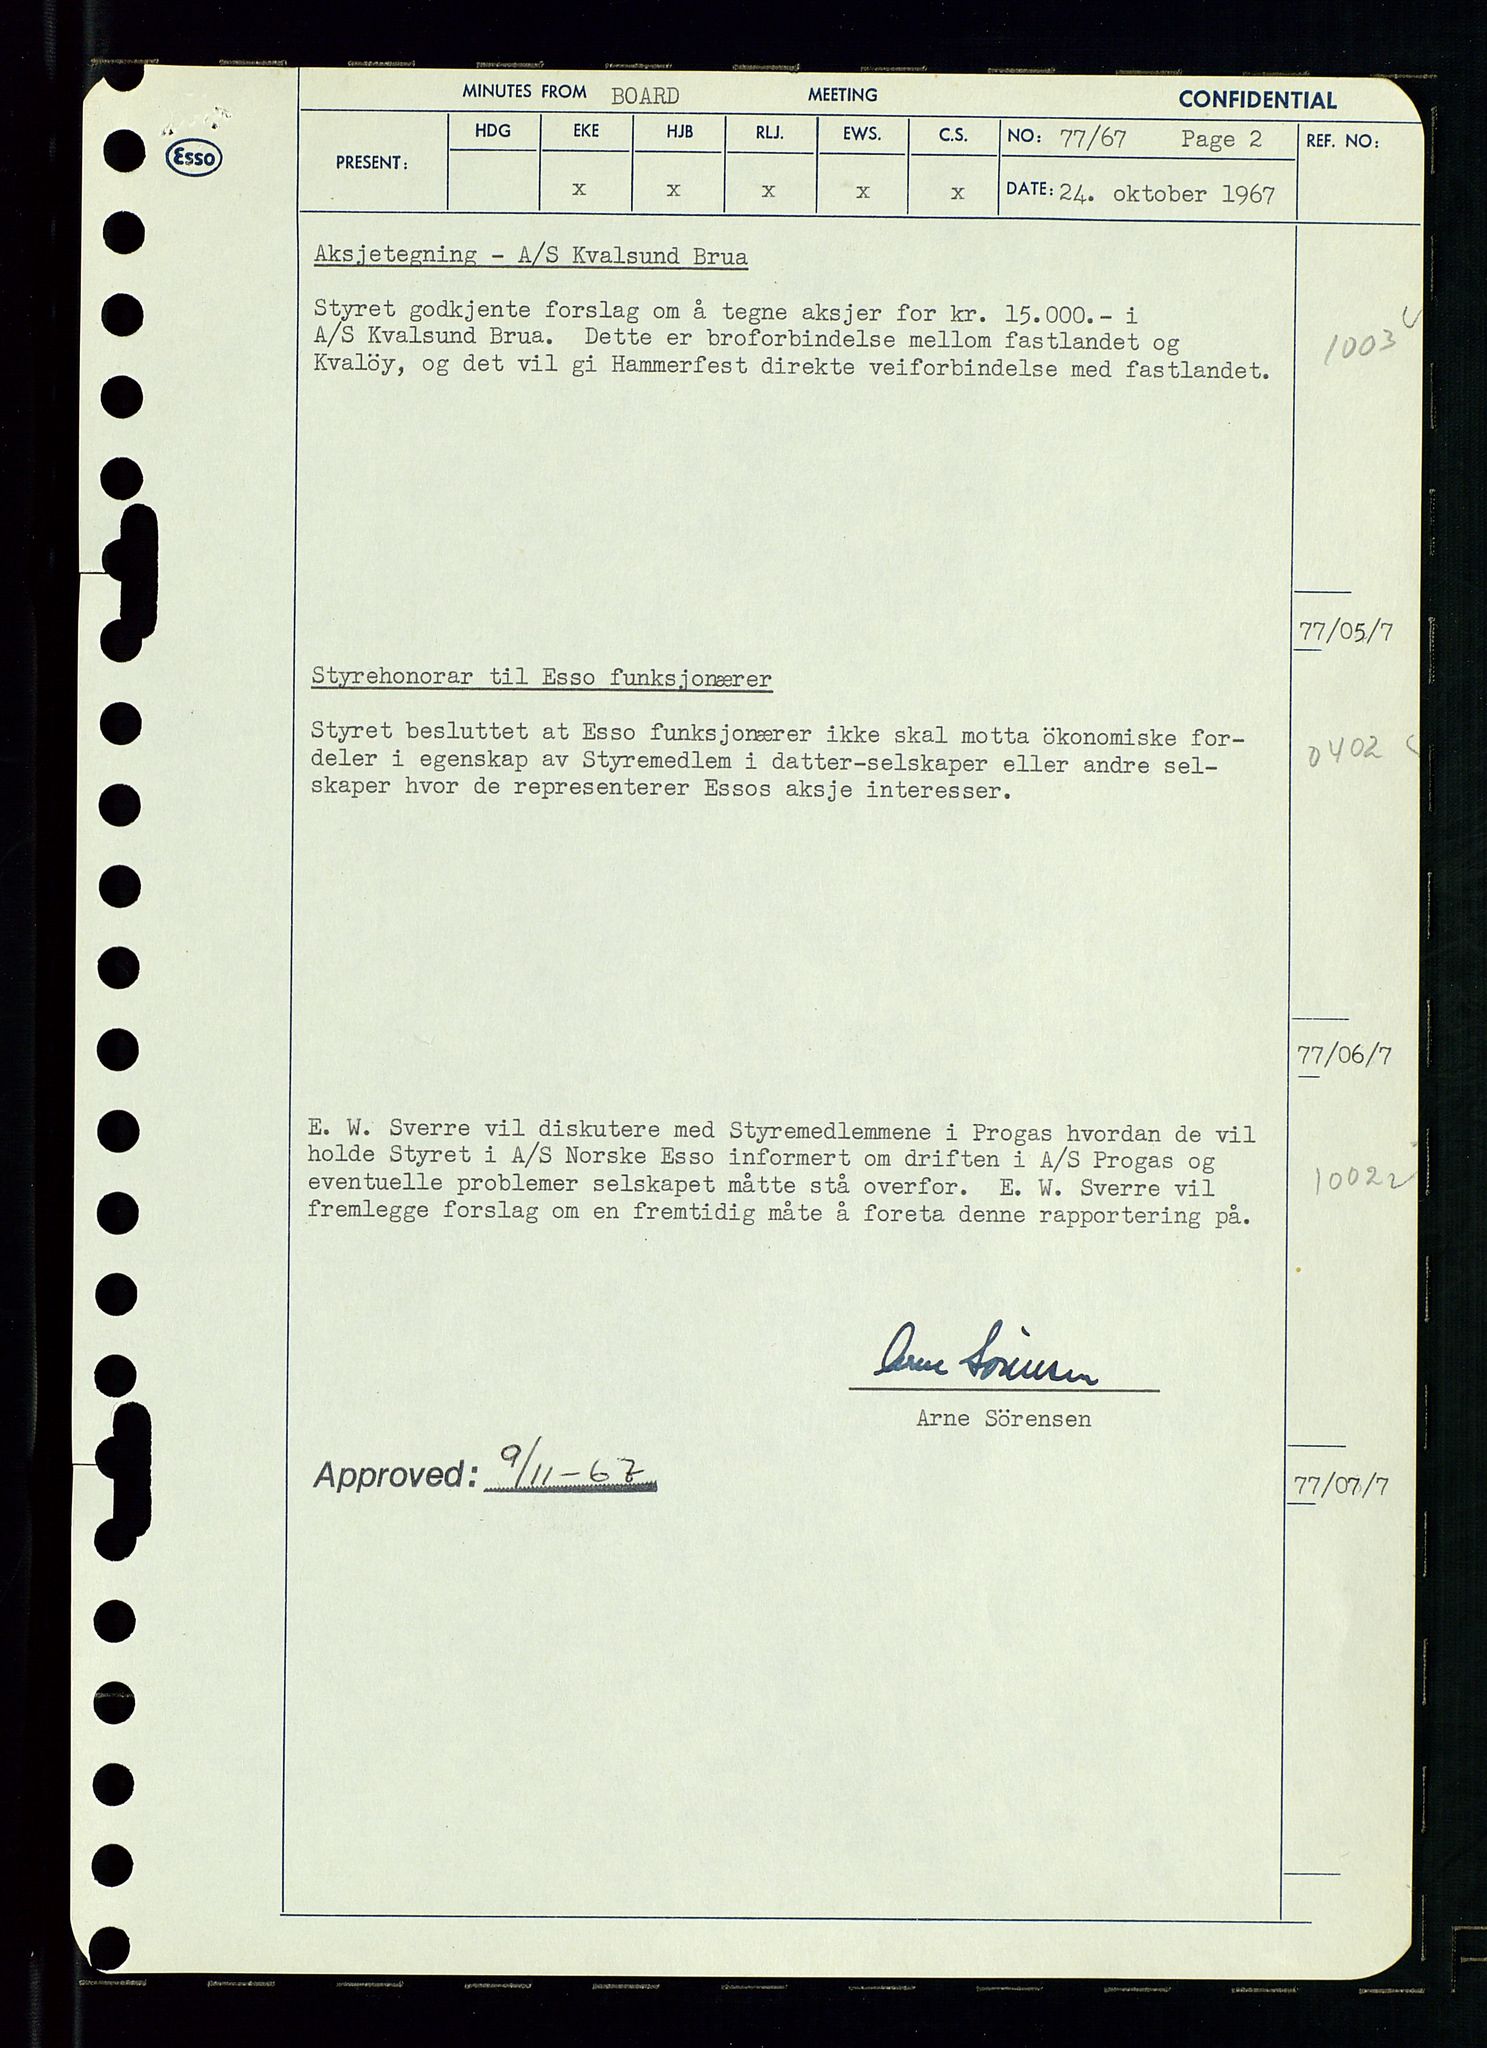 MINUTES FROM BOARD MEETING CONFIDENTIAL
Esso
PRESENT: HDG EKE HJB RLJ. EWS. C.S. NO: 77/67 Page 2 REF. NO:
x x x x x DATE: 24. oktober 1967
Aksjetegning - A/S Kvalsund Brua
Styret godkjente forslag om å tegne aksjer for kr. 15.000.- i
A/S Kvalsund Brua. Dette er broforbindelse mellom fastlandet og
Kvalöy, og det vil gi Hammerfest direkte veiforbindelse med fastlandet.
1003
77/05/7
Styrehonorar til Esso funksjonærer
Styret besluttet at Esso funksjonærer ikke skal motta ökonomiske for-
deler i egenskap av Styremedlem i datter-selskaper eller andre sel-
skaper hvor de representerer Essos aksje interesser.
0402
77/06/7
E. W. Sverre vil diskutere med Styremedlemmene i Progas hvordan de vil
holde Styret i A/S Norske Esso informert om driften i A/S Progas og
eventuelle problemer selskapet måtte stå overfor. E. W. Sverre vil
fremlegge forslag om en fremtidig måte å foreta denne rapportering på.
1002
Arne Sörensen
Arne Sörensen
Approved: 9/11-67
77/07/7